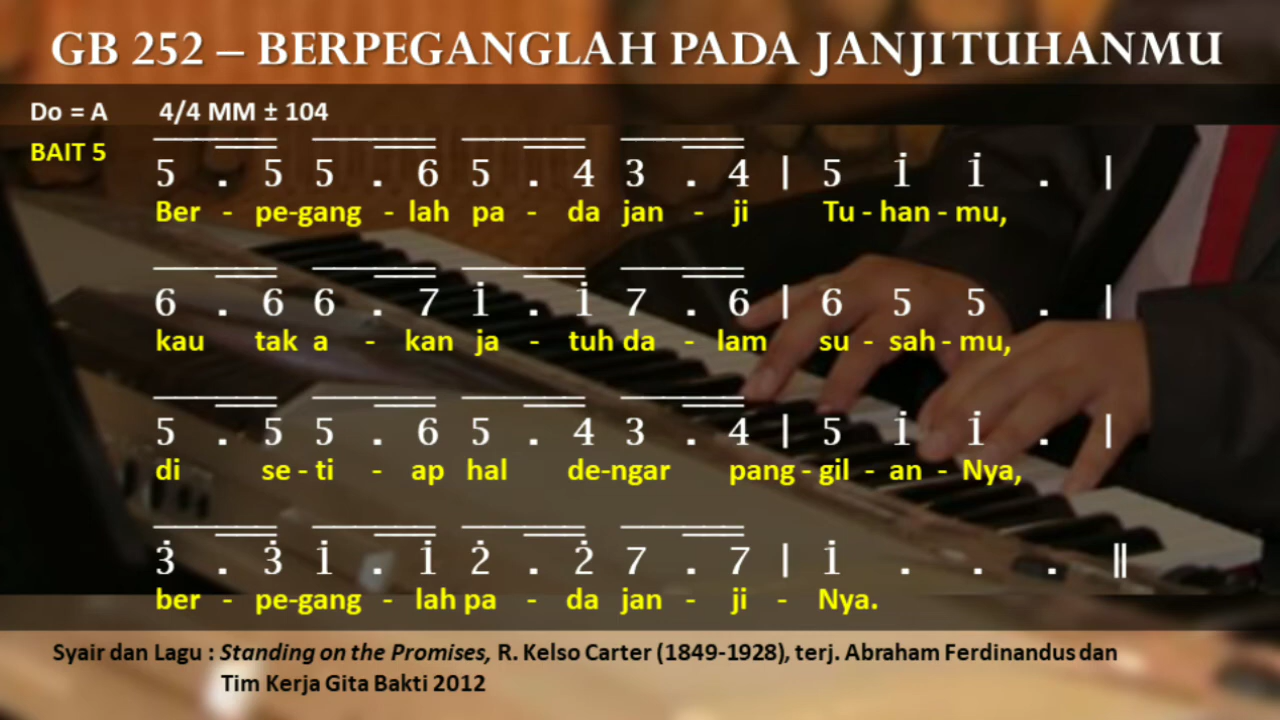 GB 252 – BERPEGANGLAH PADA JANJI TUHANMU
Do = A 4/4 MM ± 104
BAIT 5
5 . 5 5 . 6 5 . 4 3 . 4 | 5 i i . |
Ber - pe-gang - lah pa - da jan - ji Tu - han - mu,
6 . 6 6 . 7 i . i 7 . 6 | 6 5 5 . |
kau tak a - kan ja - tuh da - lam su - sah - mu,
5 . 5 5 . 6 5 . 4 3 . 4 | 5 i i . |
di se - ti - ap hal de-ngar pang - gil - an - Nya,
3̇ . 3̇ i . i 2̇ . 2̇ 7 . 7 | i . . . ‖
ber - pe-gang - lah pa - da jan - ji - Nya.
Syair dan Lagu : Standing on the Promises, R. Kelso Carter (1849-1928), terj. Abraham Ferdinandus dan
Tim Kerja Gita Bakti 2012